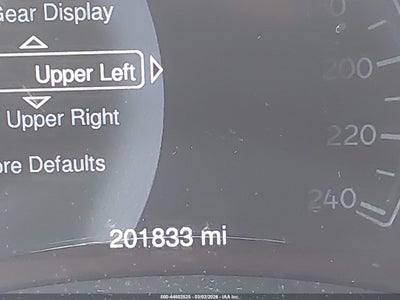 Gear Display
Upper Left
Upper Right
ore Defaults
200
220
240
201833 mi